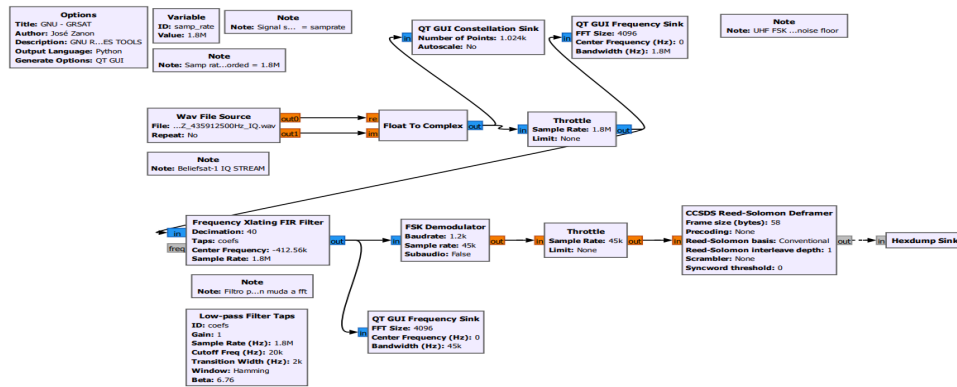 Options
Title: GNU - GRSAT
Author: José Zanon
Description: GNU R...ES TOOLS
Output Language: Python
Generate Options: QT GUI
Variable
ID: samp_rate
Value: 1.8M
Note
Note: Signal s... = samprate
Note
Note: Samp rat...orded = 1.8M
QT GUI Constellation Sink
Number of Points: 1.024k
Autoscale: No
in
QT GUI Frequency Sink
FFT Size: 4096
Center Frequency (Hz): 0
Bandwidth (Hz): 1.8M
in
Note
Note: UHF FSK ...noise floor
Wav File Source
File: ...Z_435912500Hz_IQ.wav
Repeat: No
out0
out1
re
im
Float To Complex
out
in
Throttle
Sample Rate: 1.8M
Limit: None
out
Note
Note: Beliefsat-1 IQ STREAM
in
freq
Frequency Xlating FIR Filter
Decimation: 40
Taps: coefs
Center Frequency: -412.56k
Sample Rate: 1.8M
out
in
FSK Demodulator
Baudrate: 1.2k
Sample rate: 45k
Subaudio: False
out
in
Throttle
Sample Rate: 45k
Limit: None
out
in
CCSDS Reed-Solomon Deframer
Frame size (bytes): 58
Precoding: None
Reed-Solomon basis: Conventional
Reed-Solomon interleave depth: 1
Scrambler: None
Syncword threshold: 0
out
in
Hexdump Sink
Note
Note: Filtro p...n muda a fft
Low-pass Filter Taps
ID: coefs
Gain: 1
Sample Rate (Hz): 1.8M
Cutoff Freq (Hz): 20k
Transition Width (Hz): 2k
Window: Hamming
Beta: 6.76
in
QT GUI Frequency Sink
FFT Size: 4096
Center Frequency (Hz): 0
Bandwidth (Hz): 45k